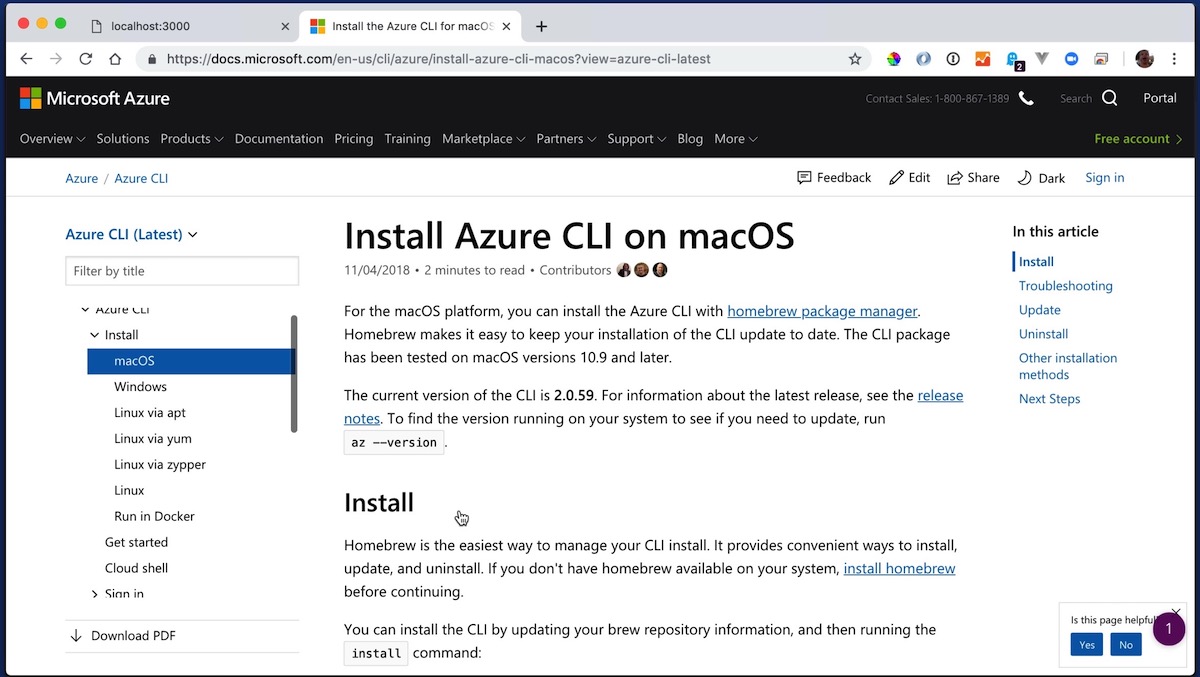 localhost:3000
Install the Azure CLI for macOS
https://docs.microsoft.com/en-us/cli/azure/install-azure-cli-macos?view=azure-cli-latest
2
Microsoft Azure
Contact Sales: 1-800-867-1389
Search
Portal
Overview Solutions Products Documentation Pricing Training Marketplace Partners Support Blog More
Free account
Azure / Azure CLI
Feedback Edit Share Dark Sign in
Azure CLI (Latest)
Filter by title
Azure CLI
Install
macOS
Windows
Linux via apt
Linux via yum
Linux via zypper
Linux
Run in Docker
Get started
Cloud shell
Sign in
Download PDF
Install Azure CLI on macOS
11/04/2018 • 2 minutes to read • Contributors
For the macOS platform, you can install the Azure CLI with homebrew package manager.
Homebrew makes it easy to keep your installation of the CLI update to date. The CLI package
has been tested on macOS versions 10.9 and later.
The current version of the CLI is 2.0.59. For information about the latest release, see the release
notes. To find the version running on your system to see if you need to update, run
az --version.
Install
Homebrew is the easiest way to manage your CLI install. It provides convenient ways to install,
update, and uninstall. If you don't have homebrew available on your system, install homebrew
before continuing.
You can install the CLI by updating your brew repository information, and then running the
install command:
In this article
Install
Troubleshooting
Update
Uninstall
Other installation
methods
Next Steps
Is this page helpful
Yes No
1